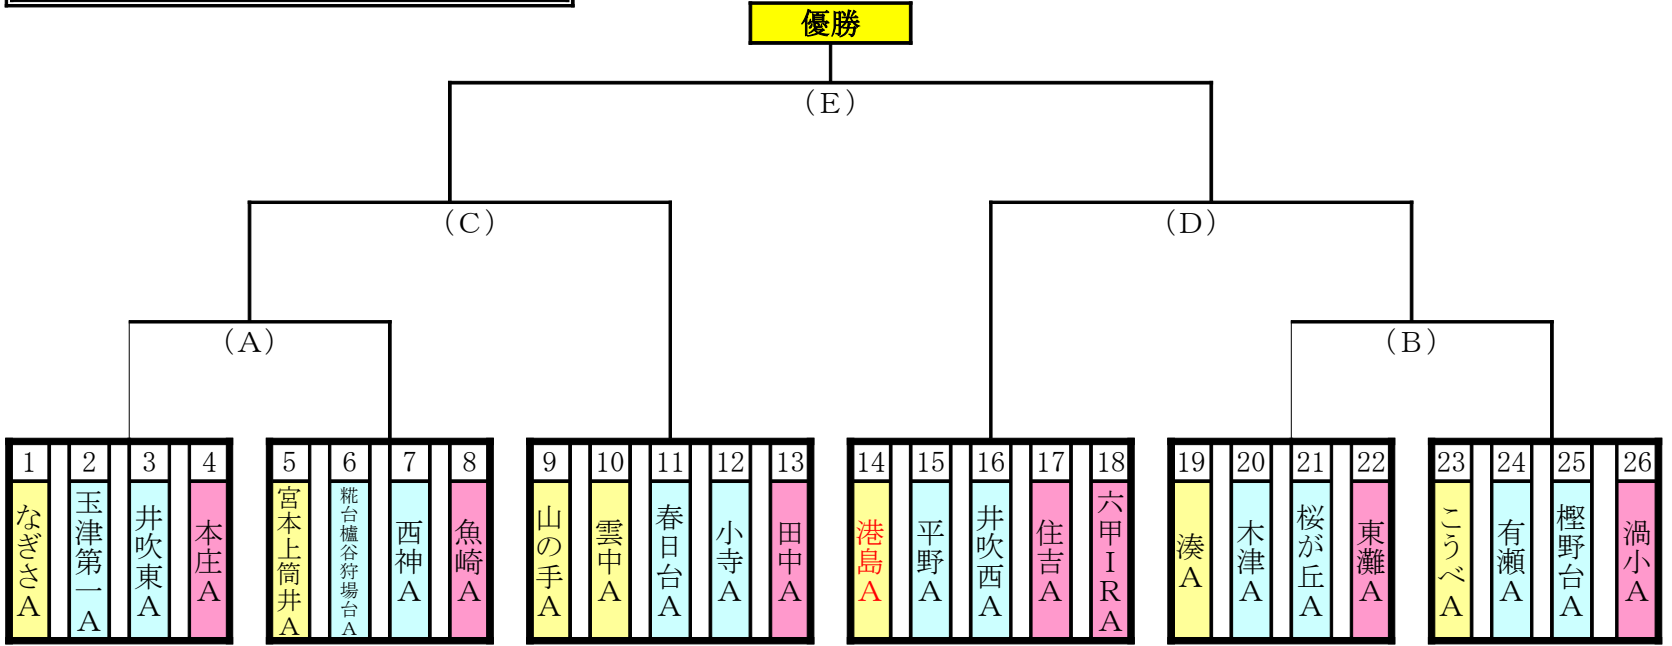 優勝
（E）
（C）
（D）
（A）
（B）
1
2
3
4
5
6
7
8
9
10
11
12
13
14
15
16
17
18
19
20
21
22
23
24
25
26
なぎさA
玉津第一A
井吹東A
本庄A
宮本上筒井A
糀台櫨谷狩場台A
西神A
魚崎A
山の手A
雲中A
春日台A
小寺A
田中A
港島A
平野A
井吹西A
住吉A
六甲IRA
湊A
木津A
桜が丘A
東灘A
こうべA
有瀬A
樫野台A
渦小A